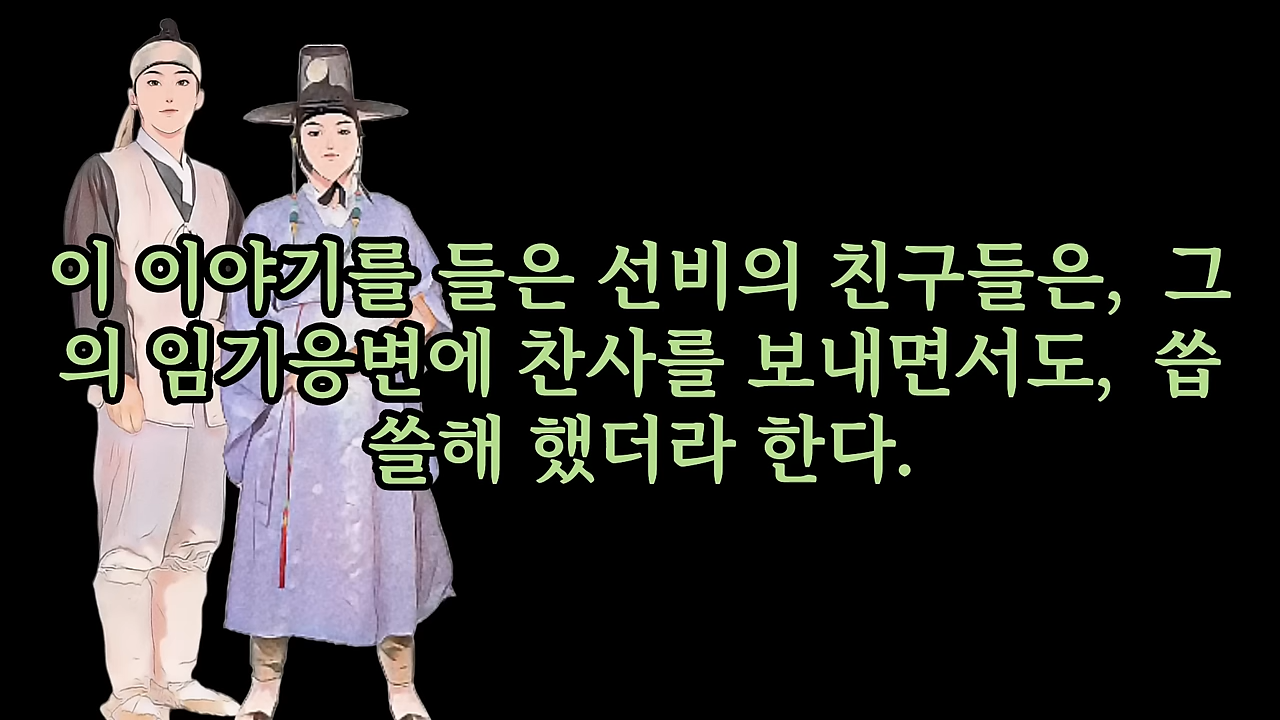 이 이야기를 들은 선비의 친구들은, 그
의 임기응변에 찬사를 보내면서도, 씁
쓸해 했더라 한다.